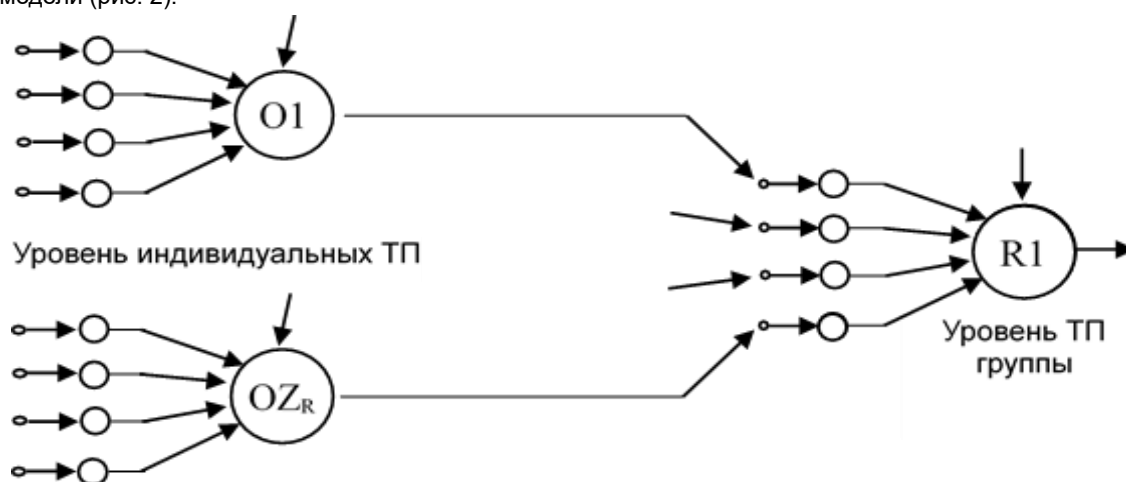 модели (рис. 2).
O1
Уровень индивидуальных ТП
R1
Уровень ТП
группы
OZR